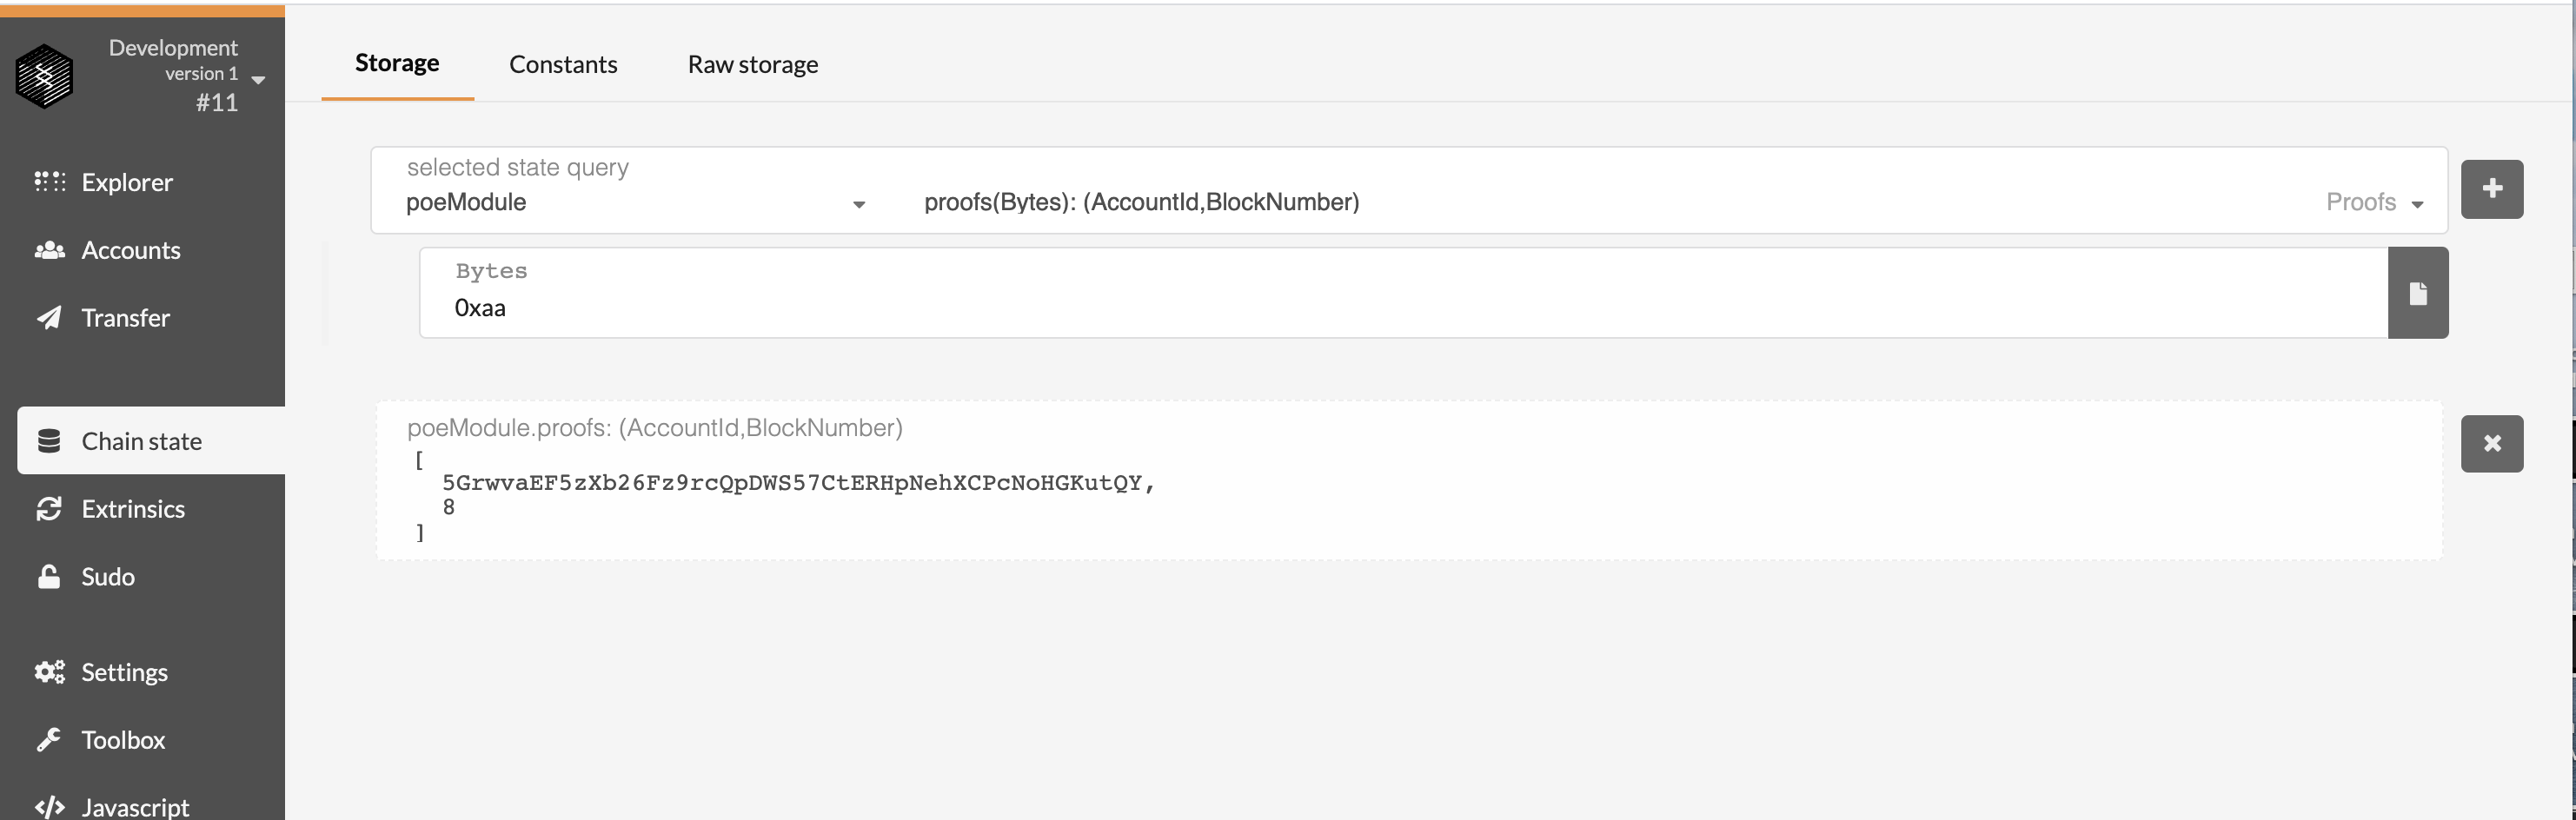 Development
version 1
#11
Explorer
Accounts
Transfer
Chain state
Extrinsics
Sudo
Settings
Toolbox
Javascript
Storage Constants Raw storage
selected state query
poeModule proofs(Bytes): (AccountId,BlockNumber) Proofs
Bytes
0xaa
poeModule.proofs: (AccountId,BlockNumber)
[
5GrwvaEF5zXb26Fz9rcQpDWS57CtERHpNehXCPcNoHGKutQY,
8
]